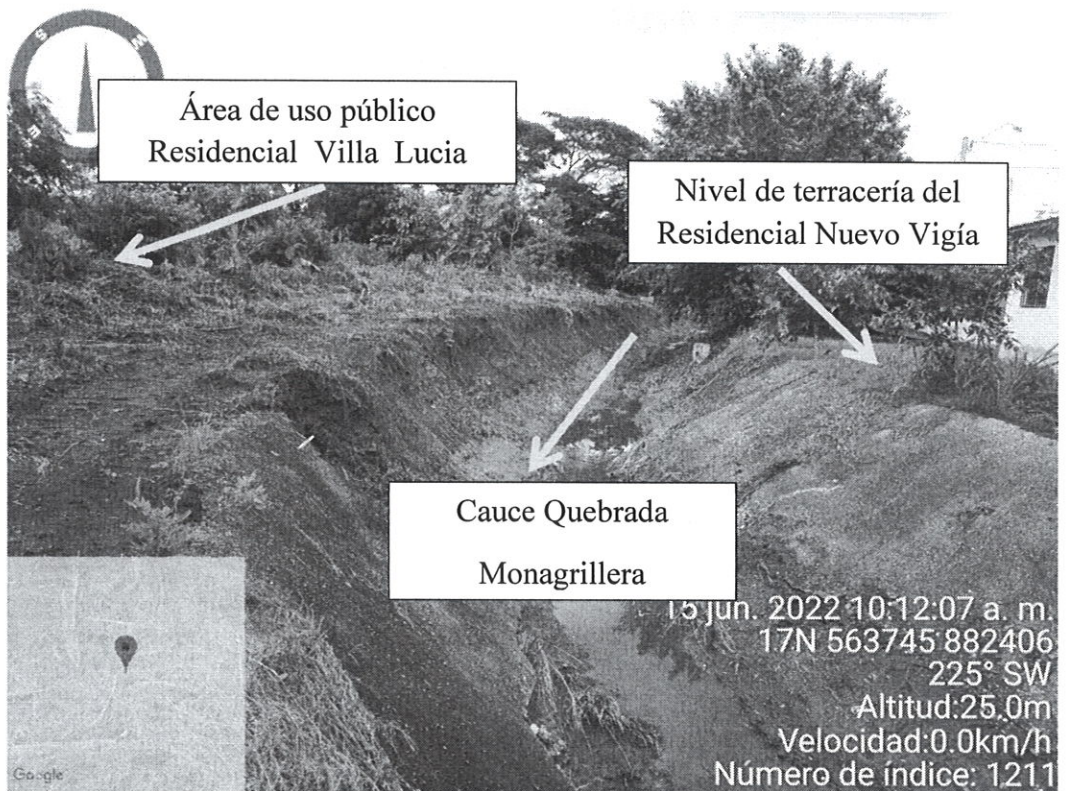 S
W
E
Área de uso público
Residencial Villa Lucia
Nivel de terracería del
Residencial Nuevo Vigía
Cauce Quebrada
Monagrillera
15 jun. 2022 10:12:07 a. m.
17N 563745 882406
225° SW
Altitud:25.0m
Velocidad:0.0km/h
Número de índice: 1211
Google